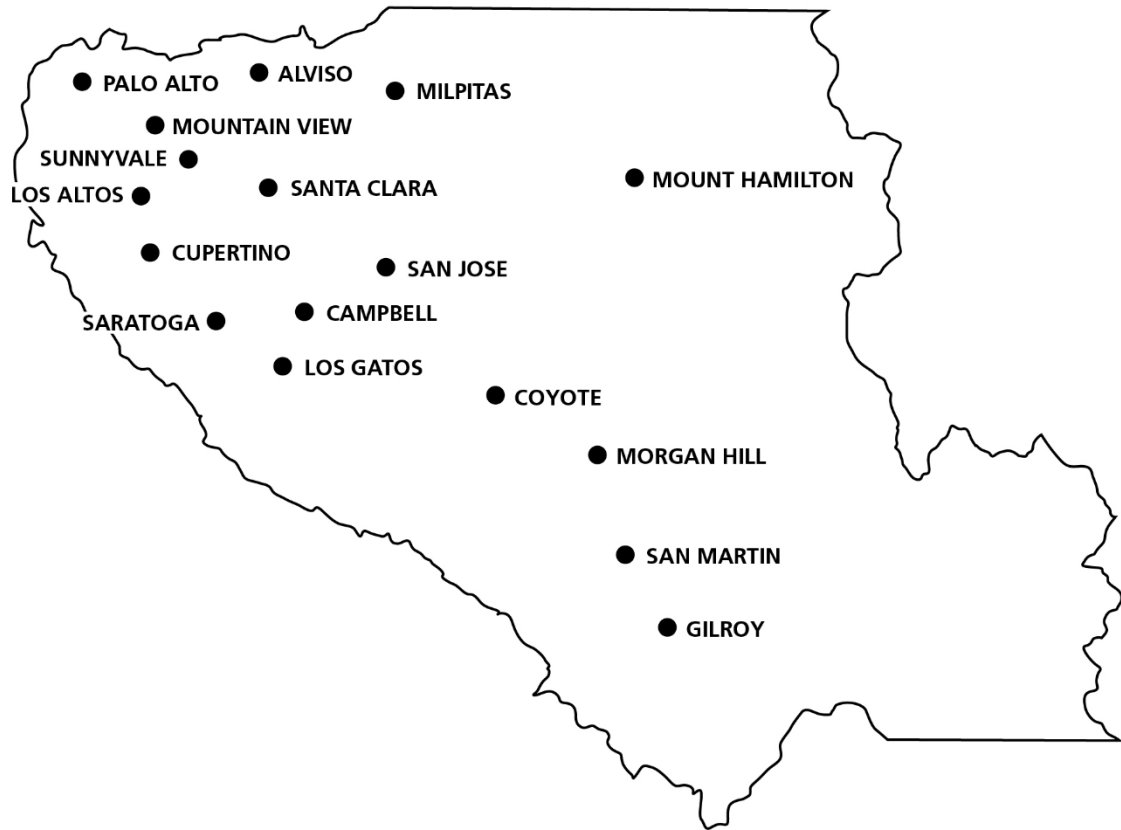 ALVISO
PALO ALTO
MILPITAS
MOUNTAIN VIEW
SUNNYVALE
MOUNT HAMILTON
SANTA CLARA
LOS ALTOS
CUPERTINO
SAN JOSE
CAMPBELL
SARATOGA
LOS GATOS
COYOTE
MORGAN HILL
SAN MARTIN
GILROY